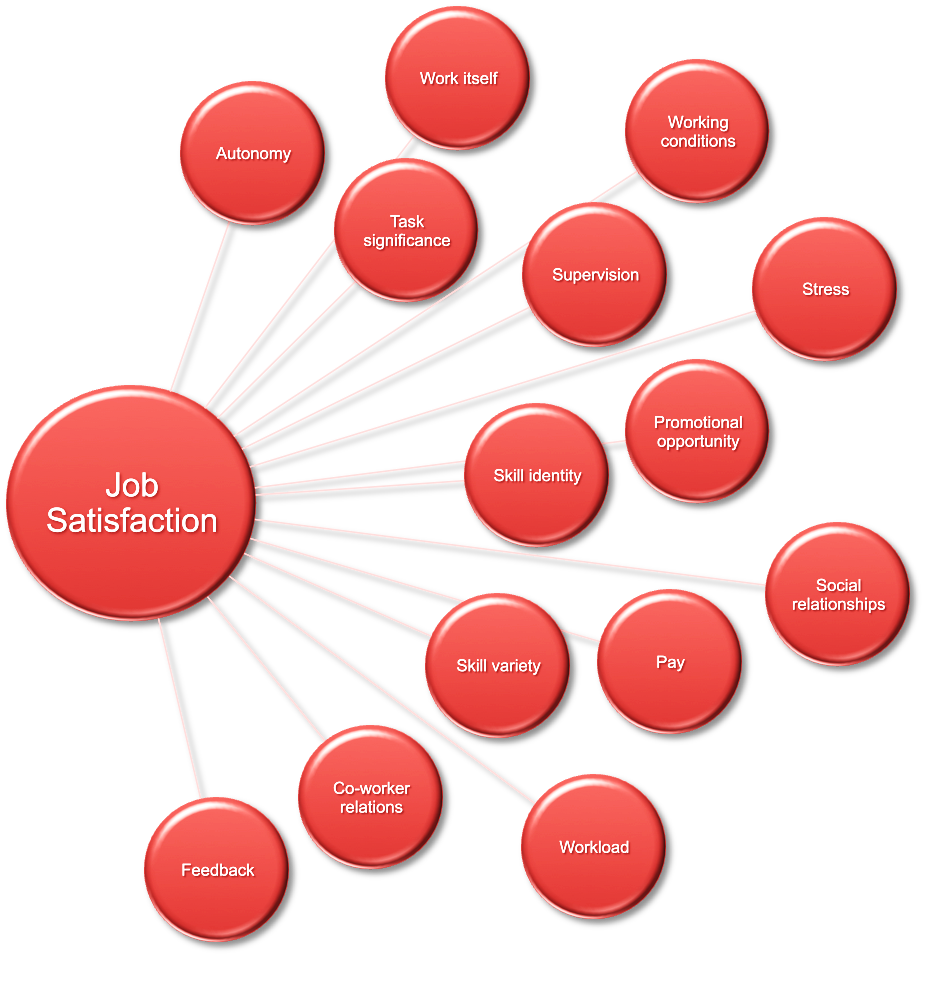 Work itself
Working
conditions
Autonomy
Task
significance
Supervision
Stress
Promotional
opportunity
Skill identity
Job
Satisfaction
Social
relationships
Skill variety
Pay
Co-worker
relations
Workload
Feedback